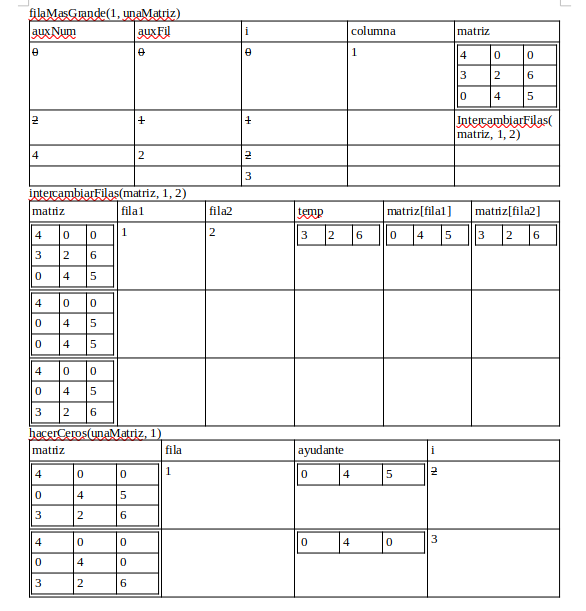 filaMasGrande(1, unaMatriz)
auxNum auxFil i columna matriz
0 0 0 1
4 0 0
3 2 6
0 4 5
2 1 1 IntercambiarFilas(
matriz, 1, 2)
4 2 2
3
intercambiarFilas(matriz, 1, 2)
matriz fila1 fila2 temp matriz[fila1] matriz[fila2]
4 0 0 1 2 3 2 6 0 4 5 3 2 6
3 2 6
0 4 5
4 0 0
0 4 5
0 4 5
4 0 0
0 4 5
3 2 6
hacerCeros(unaMatriz, 1)
matriz fila ayudante i
4 0 0 1 0 4 5 2
0 4 5
3 2 6
4 0 0 0 4 0 3
0 4 0
3 2 6